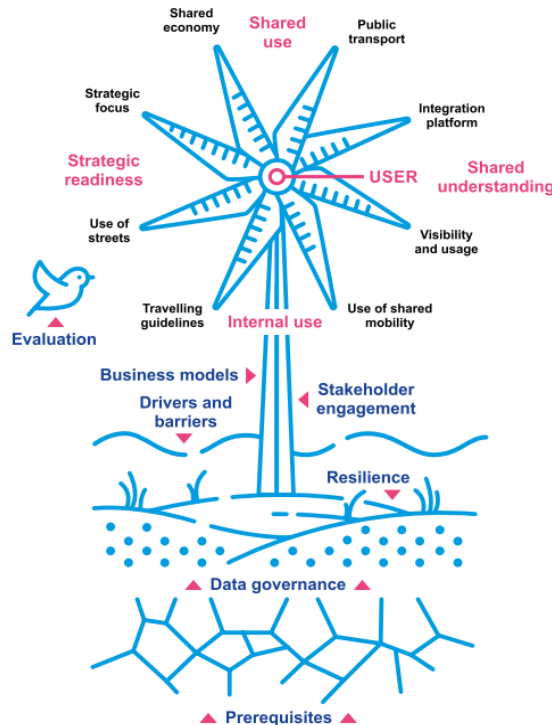 Shared
economy
Shared
use
Public
transport
Strategic
focus
Integration
platform
Strategic
readiness
USER
Shared
understanding
Use of
streets
Visibility
and usage
Travelling
guidelines
Internal use
Use of shared
mobility
Evaluation
Business models
Stakeholder
engagement
Drivers and
barriers
Resilience
Data governance
Prerequisites